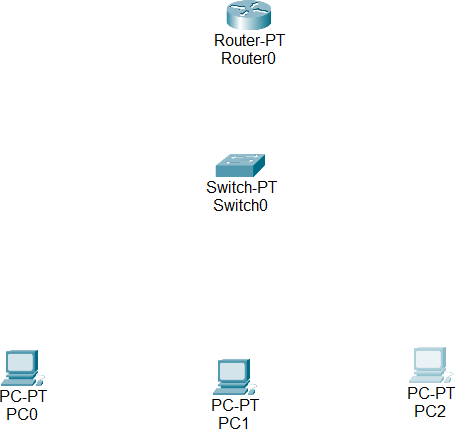 Router-PT
Router0
Switch-PT
Switch0
PC-PT
PC0
PC-PT
PC1
PC-PT
PC2